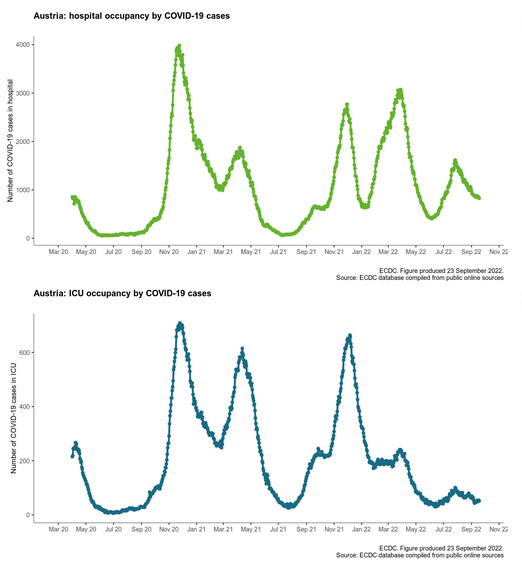 Austria: hospital occupancy by COVID-19 cases
Number of COVID-19 cases in hospital
4000
3000
2000
1000
0
Mar 20 May 20 Jul 20 Sep 20 Nov 20 Jan 21 Mar 21 May 21 Jul 21 Sep 21 Nov 21 Jan 22 Mar 22 May 22 Jul 22 Sep 22 Nov 22
ECDC. Figure produced 23 September 2022.
Source: ECDC database compiled from public online sources
Austria: ICU occupancy by COVID-19 cases
Number of COVID-19 cases in ICU
600
400
200
0
Mar 20 May 20 Jul 20 Sep 20 Nov 20 Jan 21 Mar 21 May 21 Jul 21 Sep 21 Nov 21 Jan 22 Mar 22 May 22 Jul 22 Sep 22 Nov 22
ECDC. Figure produced 23 September 2022.
Source: ECDC database compiled from public online sources